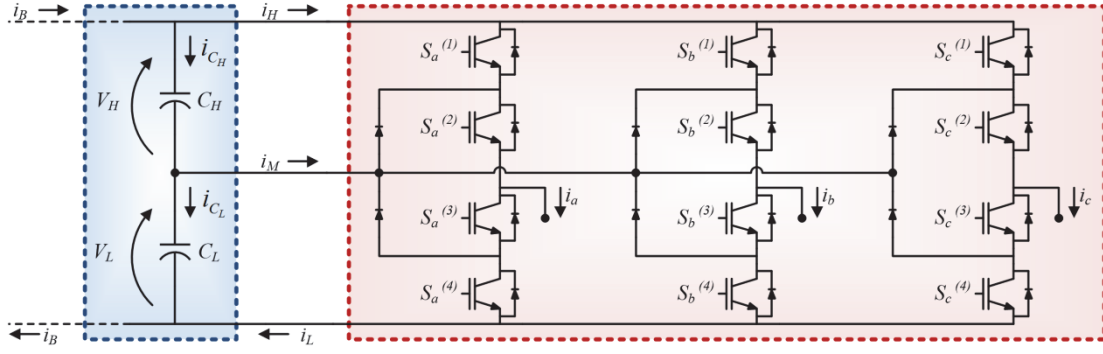 i_B i_H
i_{C_H} S_a^{(1)} S_b^{(1)} S_c^{(1)}
V_H C_H
S_a^{(2)} S_b^{(2)} S_c^{(2)}
i_M
i_{C_L} i_a i_b i_c
S_a^{(3)} S_b^{(3)} S_c^{(3)}
V_L C_L
S_a^{(4)} S_b^{(4)} S_c^{(4)}
i_B i_L